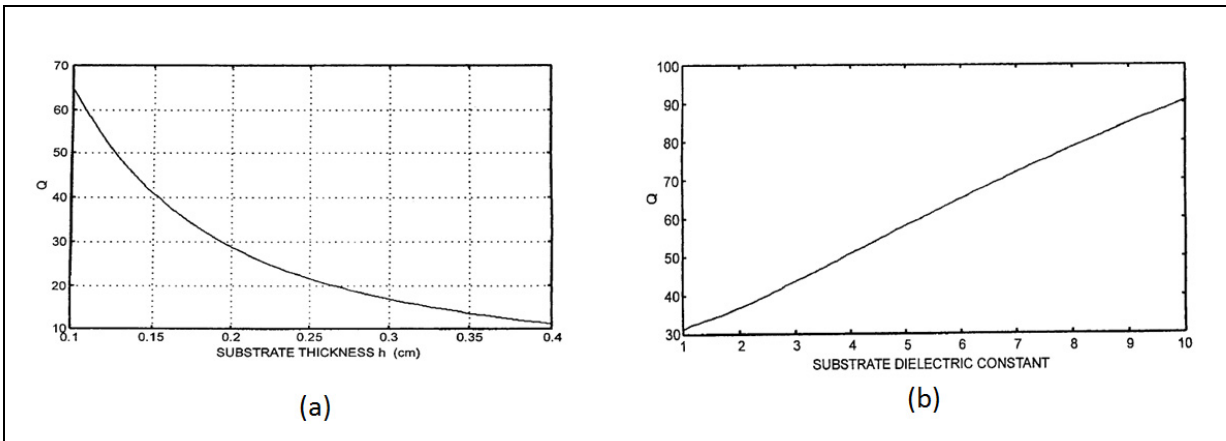 70
60
50
40
30
20
10
Q
0.1 0.15 0.2 0.25 0.3 0.35 0.4
SUBSTRATE THICKNESS h (cm)
(a)
100
90
80
70
60
50
40
30
Q
1 2 3 4 5 6 7 8 9 10
SUBSTRATE DIELECTRIC CONSTANT
(b)